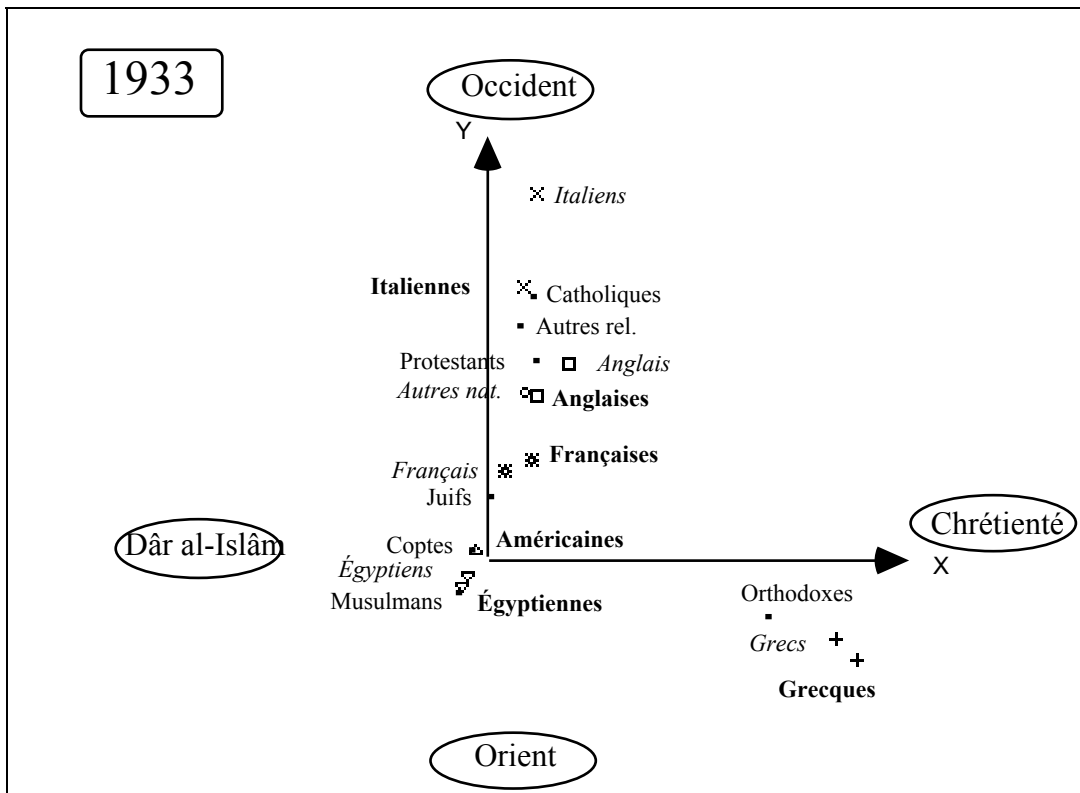 1933
Occident
Y
Italiens
Italiennes
Catholiques
Autres rel.
Protestants
Anglais
Autres nat.
Anglaises
Françaises
Français
Juifs
Chrétienté
Dâr al-Islâm
Coptes
Américaines
X
Égyptiens
Musulmans
Égyptiennes
Orthodoxes
Grecs
Grecques
Orient